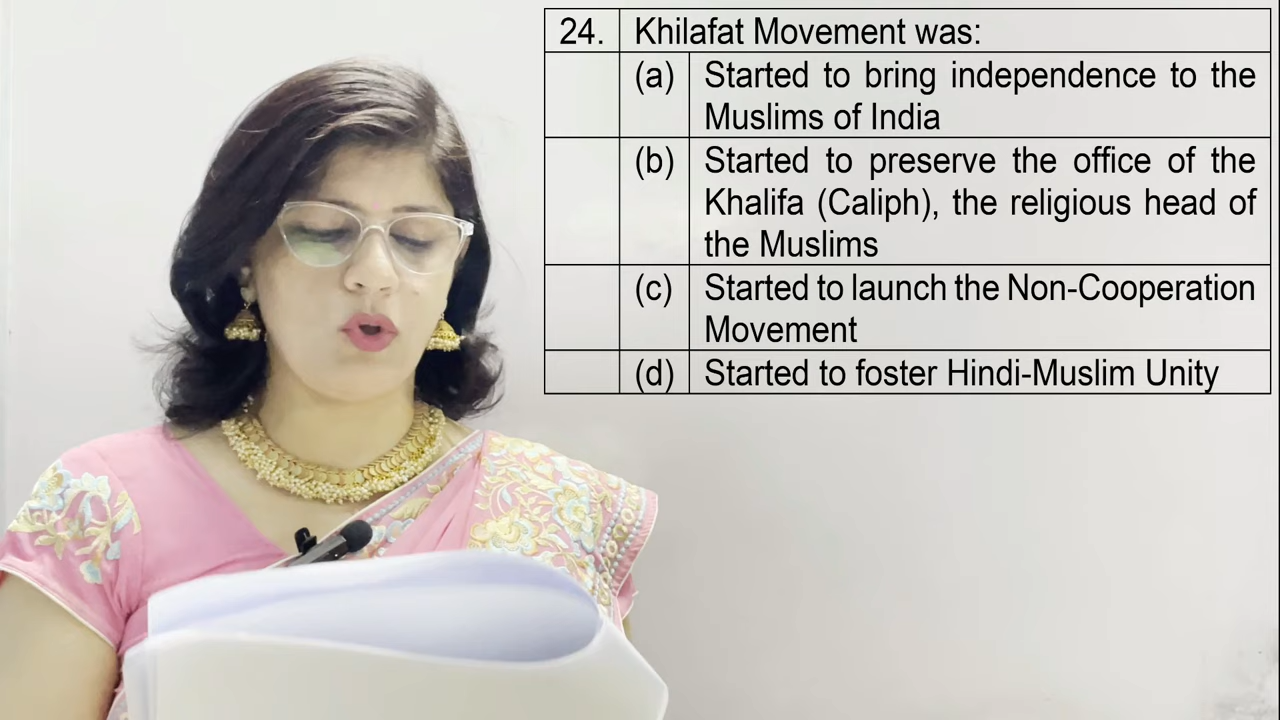 24. Khilafat Movement was:
(a) Started to bring independence to the
Muslims of India
(b) Started to preserve the office of the
Khalifa (Caliph), the religious head of
the Muslims
(c) Started to launch the Non-Cooperation
Movement
(d) Started to foster Hindi-Muslim Unity